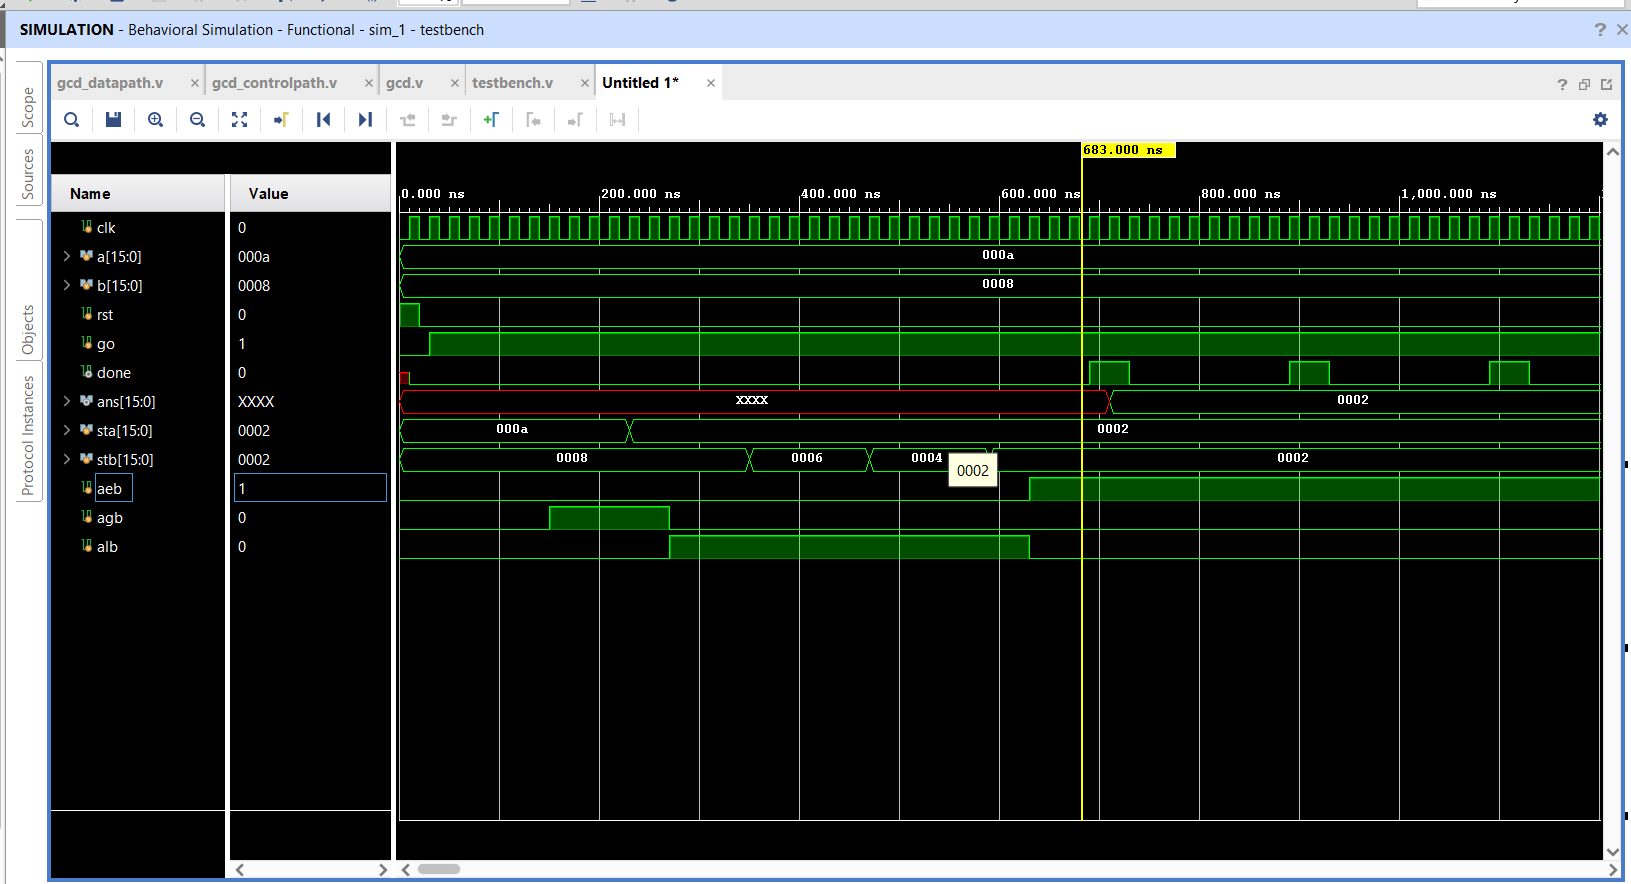 SIMULATION - Behavioral Simulation - Functional - sim_1 - testbench
? ×
Scope
Sources
Objects
Protocol Instances
gcd_datapath.v × gcd_controlpath.v × gcd.v × testbench.v × Untitled 1* ×
?
683.000 ns
Name Value
0.000 ns 200.000 ns 400.000 ns 600.000 ns 800.000 ns 1,000.000 ns
clk 0
a[15:0] 000a 000a
b[15:0] 0008 0008
rst 0
go 1
done 0
ans[15:0] XXXX XXXX 0002
sta[15:0] 0002 000a 0002
stb[15:0] 0002 0008 0006 0004 0002
0002
aeb 1
agb 0
alb 0